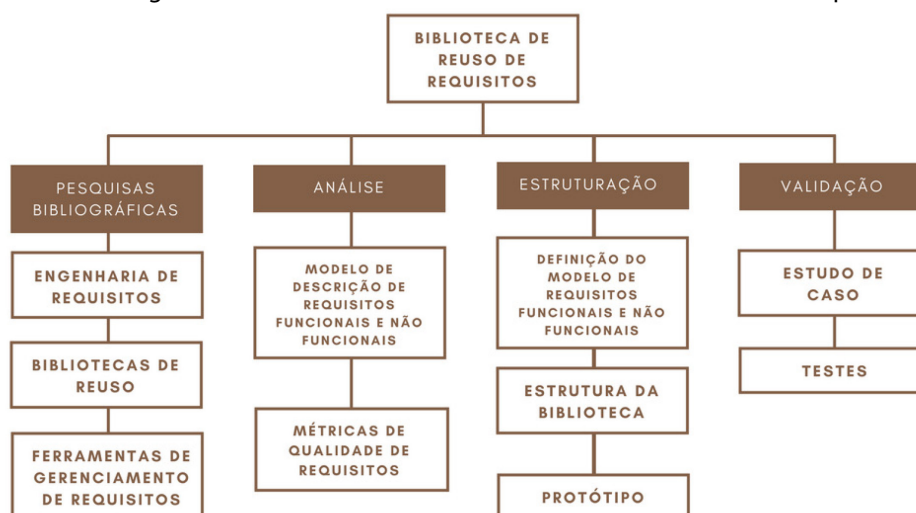 BIBLIOTECA DE
REUSO DE
REQUISITOS
PESQUISAS
BIBLIOGRÁFICAS
ENGENHARIA DE
REQUISITOS
BIBLIOTECAS DE
REUSO
FERRAMENTAS DE
GERENCIAMENTO
DE REQUISITOS
ANÁLISE
MODELO DE
DESCRIÇÃO DE
REQUISITOS
FUNCIONAIS E NÃO
FUNCIONAIS
MÉTRICAS DE
QUALIDADE DE
REQUISITOS
ESTRUTURAÇÃO
DEFINIÇÃO DO
MODELO DE
REQUISITOS
FUNCIONAIS E NÃO
FUNCIONAIS
ESTRUTURA DA
BIBLIOTECA
PROTÓTIPO
VALIDAÇÃO
ESTUDO DE
CASO
TESTES